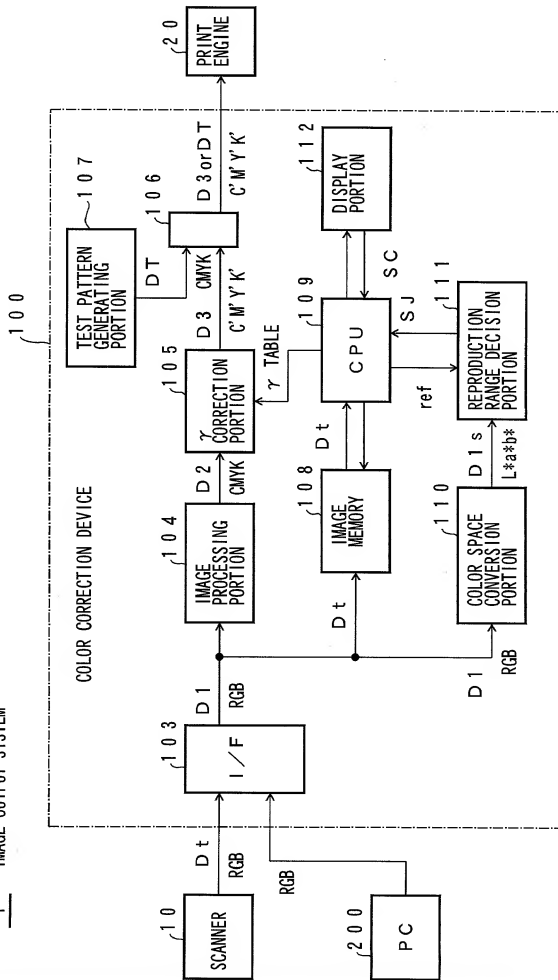 1 IMAGE OUTPUT SYSTEM
100
COLOR CORRECTION DEVICE
107
TEST PATTERN
GENERATING
PORTION
DT
106
20
PRINT
ENGINE
D3orDT
C'M'Y'K'
CMYK
D3
C'M'Y'K'
105
γ
CORRECTION
PORTION
D2
CMYK
104
IMAGE
PROCESSING
PORTION
γ TABLE
10
SCANNER
Dt
RGB
103
I/F
D1
RGB
200
PC
RGB
Dt
108
IMAGE
MEMORY
Dt
109
CPU
112
DISPLAY
PORTION
SC
SJ
ref
D1
RGB
110
COLOR SPACE
CONVERSION
PORTION
D1s
L*a*b*
111
REPRODUCTION
RANGE DECISION
PORTION